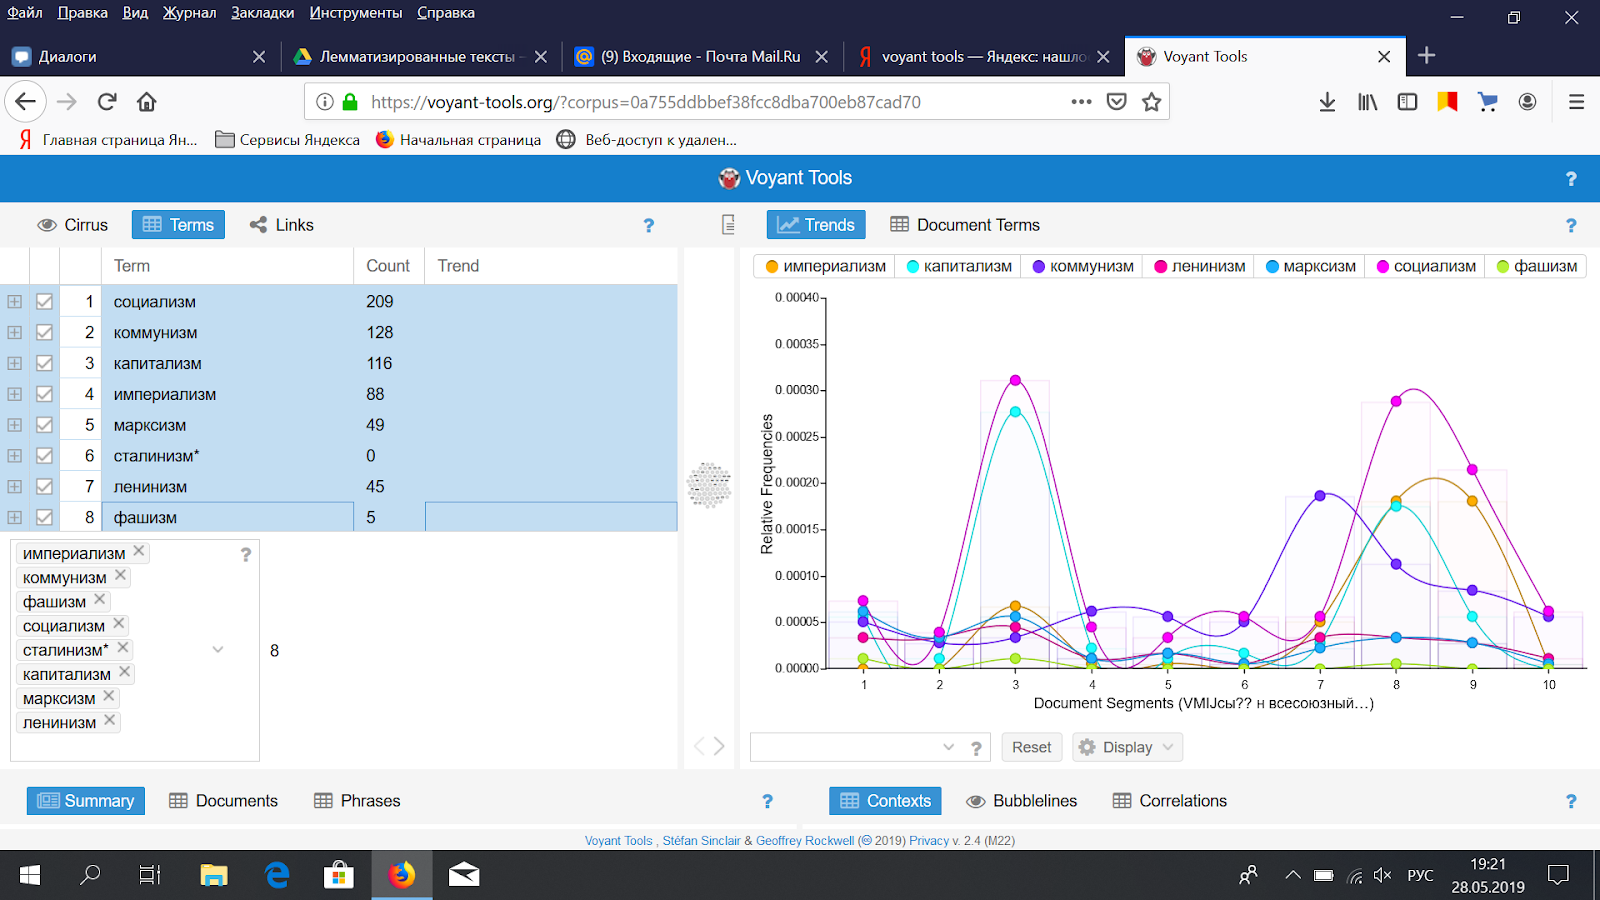 Файл Правка Вид Журнал Закладки Инструменты Справка
Диалоги Лемматизированные тексты - (9) Входящие - Почта Mail.Ru voyant tools — Яндекс: нашло Voyant Tools
https://voyant-tools.org/?corpus=0a755ddbbef38fcc8dba700eb87cad70
Главная страница Ян... Сервисы Яндекса Начальная страница Веб-доступ к удален...
Voyant Tools ?
Cirrus Terms Links ? Trends Document Terms ?
Term Count Trend
1 социализм 209
2 коммунизм 128
3 капитализм 116
4 империализм 88
5 марксизм 49
6 сталинизм* 0
7 ленинизм 45
8 фашизм 5
империализм ?
коммунизм
фашизм
социализм
сталинизм* 8
капитализм
марксизм
ленинизм
империализм капитализм коммунизм ленинизм марксизм социализм фашизм
0.00040
0.00035
0.00030
0.00025
0.00020
0.00015
0.00010
0.00005
0.00000
Relative Frequencies
1 2 3 4 5 6 7 8 9 10
Document Segments (VMIJсы?? н всесоюзный...)
? Reset Display
Summary Documents Phrases ? Contexts Bubblelines Correlations ?
Voyant Tools , Stéfan Sinclair & Geoffrey Rockwell (🅭 2019) Privacy v. 2.4 (M22)
РУС 19:21
28.05.2019